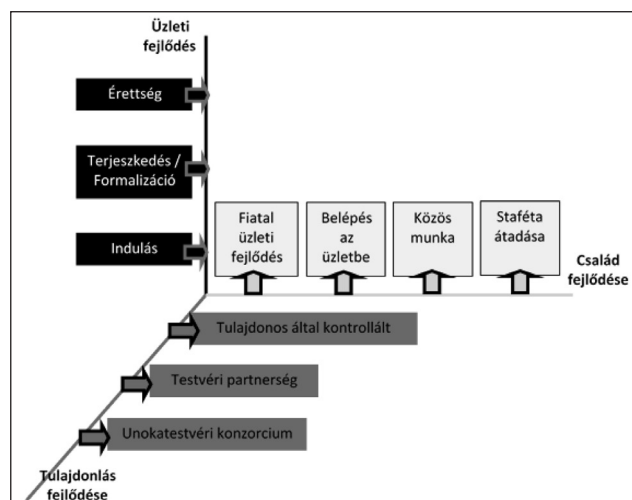 Üzleti
fejlődés
Érettség
Terjeszkedés /
Formalizáció
Indulás
Fiatal
üzleti
fejlődés
Belépés
az
üzletbe
Közös
munka
Staféta
átadása
Család
fejlődése
Tulajdonos által kontrollált
Testvéri partnerség
Unokatestvéri konzorcium
Tulajdonlás
fejlődése